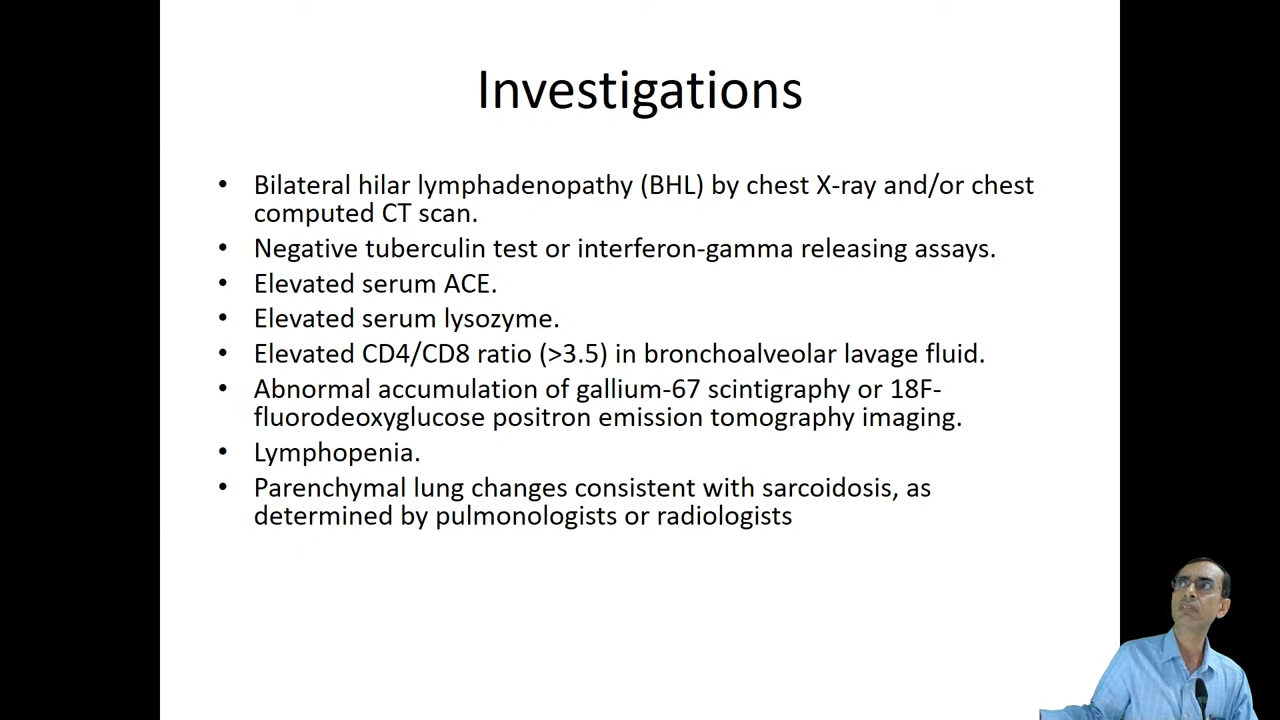 Investigations
• Bilateral hilar lymphadenopathy (BHL) by chest X-ray and/or chest
computed CT scan.
• Negative tuberculin test or interferon-gamma releasing assays.
• Elevated serum ACE.
• Elevated serum lysozyme.
• Elevated CD4/CD8 ratio (>3.5) in bronchoalveolar lavage fluid.
• Abnormal accumulation of gallium-67 scintigraphy or 18F-
fluorodeoxyglucose positron emission tomography imaging.
• Lymphopenia.
• Parenchymal lung changes consistent with sarcoidosis, as
determined by pulmonologists or radiologists